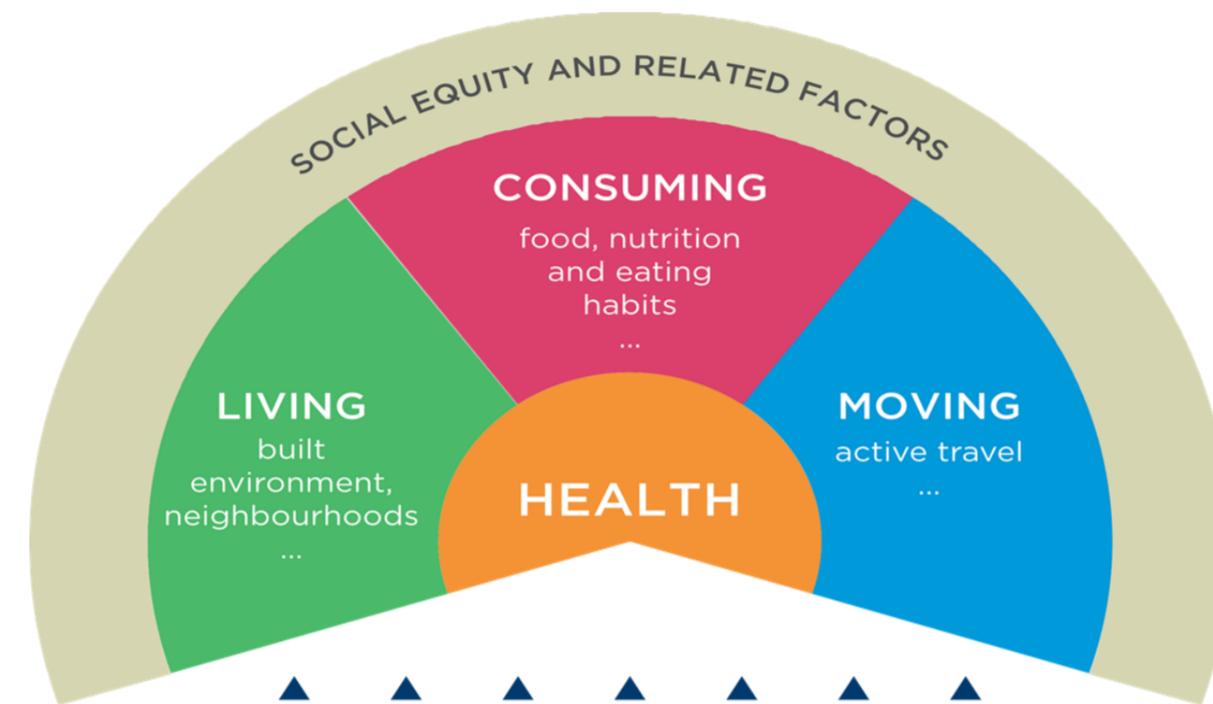 SOCIAL EQUITY AND RELATED FACTORS
CONSUMING
food, nutrition
and eating
habits
...
LIVING
built
environment,
neighbourhoods
...
MOVING
active travel
...
HEALTH